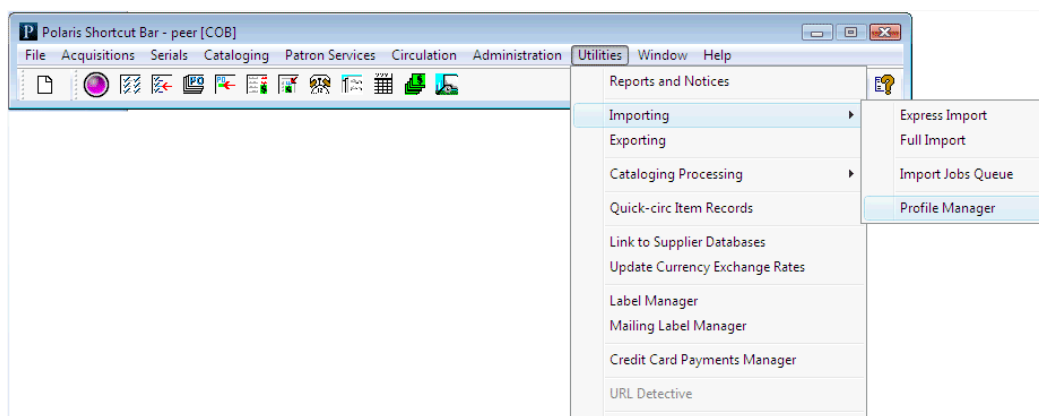 Polaris Shortcut Bar - peer [COB]
File Acquisitions Serials Cataloging Patron Services Circulation Administration Utilities Window Help
Reports and Notices
Importing
Exporting
Cataloging Processing
Quick-circ Item Records
Link to Supplier Databases
Update Currency Exchange Rates
Label Manager
Mailing Label Manager
Credit Card Payments Manager
URL Detective
Express Import
Full Import
Import Jobs Queue
Profile Manager